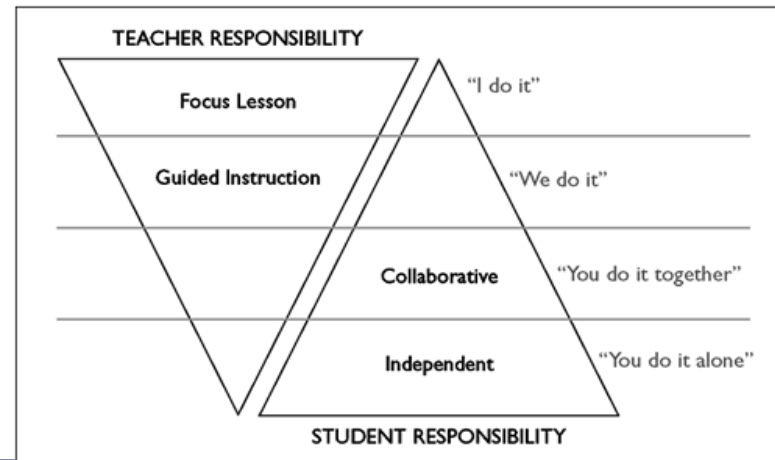 TEACHER RESPONSIBILITY
“I do it”
Focus Lesson
Guided Instruction
“We do it”
Collaborative
“You do it together”
Independent
“You do it alone”
STUDENT RESPONSIBILITY